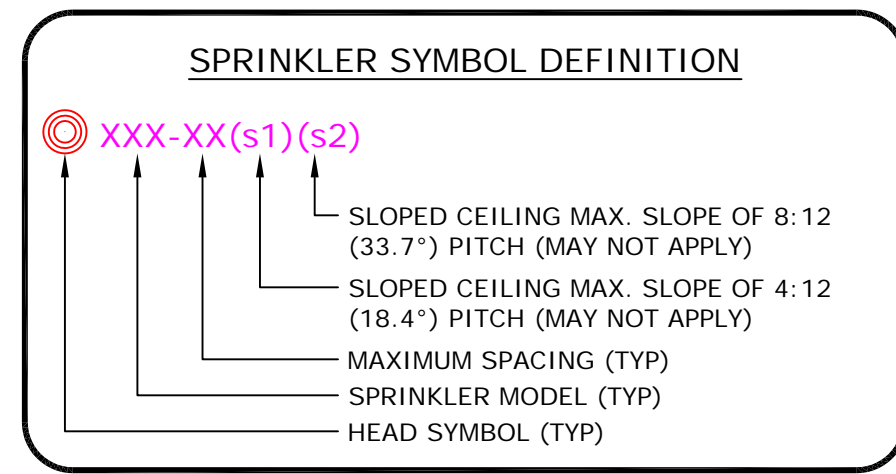 SPRINKLER SYMBOL DEFINITION
XXX-XX(s1)(s2)
SLOPED CEILING MAX. SLOPE OF 8:12
(33.7°) PITCH (MAY NOT APPLY)
SLOPED CEILING MAX. SLOPE OF 4:12
(18.4°) PITCH (MAY NOT APPLY)
MAXIMUM SPACING (TYP)
SPRINKLER MODEL (TYP)
HEAD SYMBOL (TYP)